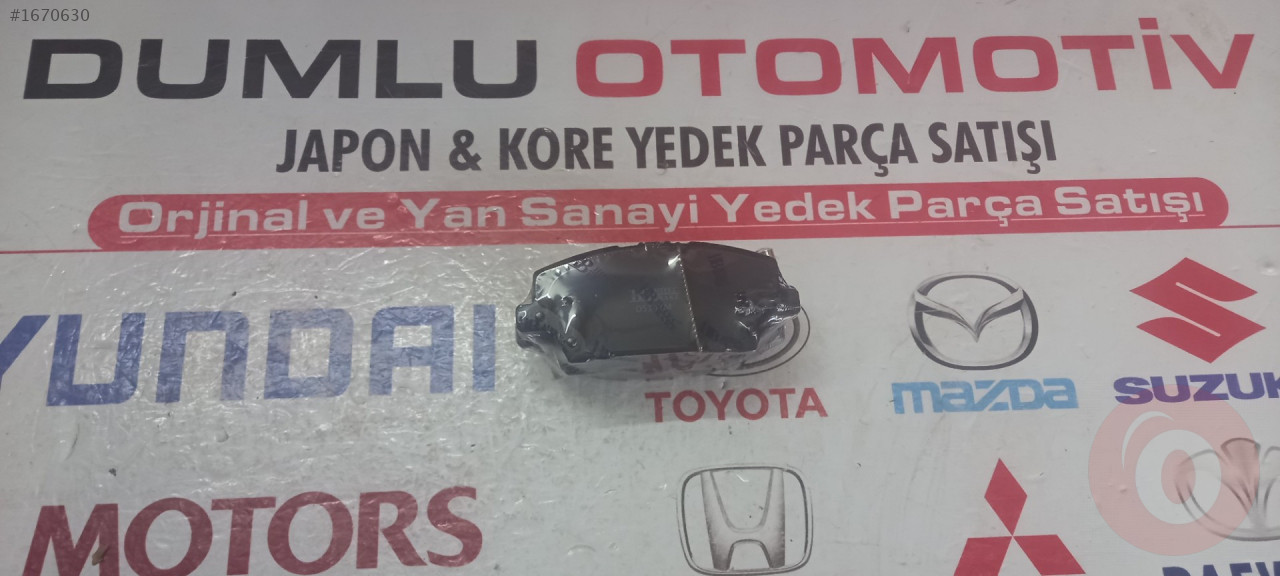 #1670630
DUMLU OTOMOTİV
JAPON & KORE YEDEK PARÇA SATIŞI
Orjinal ve Yan Sanayi Yedek Parça Satışı
YUNDAI
TOYOTA
mazda
SUZUK
MOTORS
DAEW